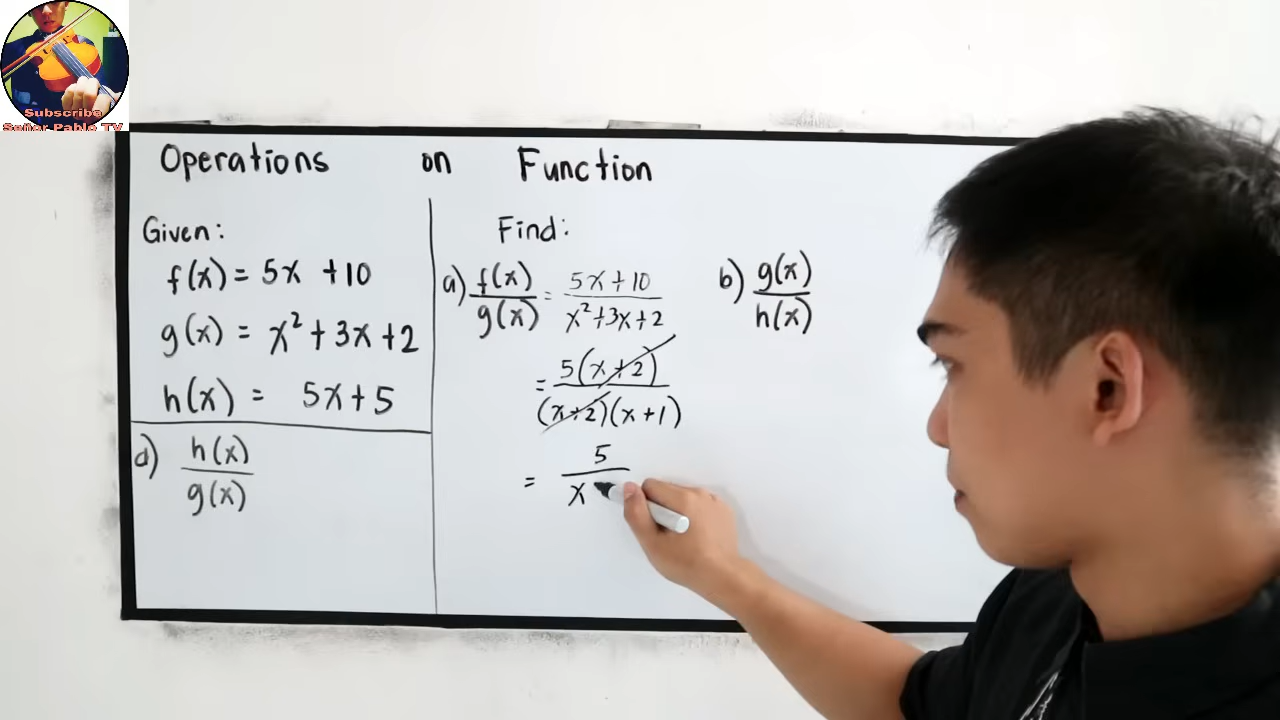 Subscribe
Señor Pablo TV
Operations on Function
Given:
f(x) = 5x + 10
g(x) = x² + 3x + 2
h(x) = 5x + 5
d) h(x)/g(x)
Find:
a) f(x)/g(x) = 5x + 10/x² + 3x + 2
= 5(x + 2)/(x + 2)(x + 1)
= 5/x
b) g(x)/h(x)